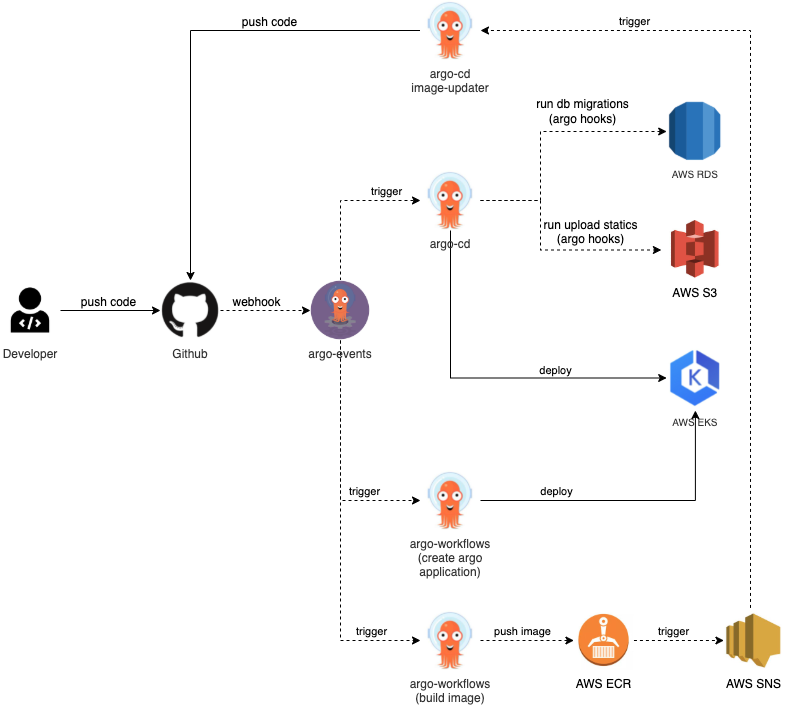 push code
trigger
argo-cd
image-updater
run db migrations
(argo hooks)
AWS RDS
trigger
argo-cd
run upload statics
(argo hooks)
AWS S3
push code
webhook
Developer
Github
argo-events
deploy
AWS EKS
trigger
deploy
argo-workflows
(create argo
application)
trigger
push image
trigger
argo-workflows
(build image)
AWS ECR
AWS SNS